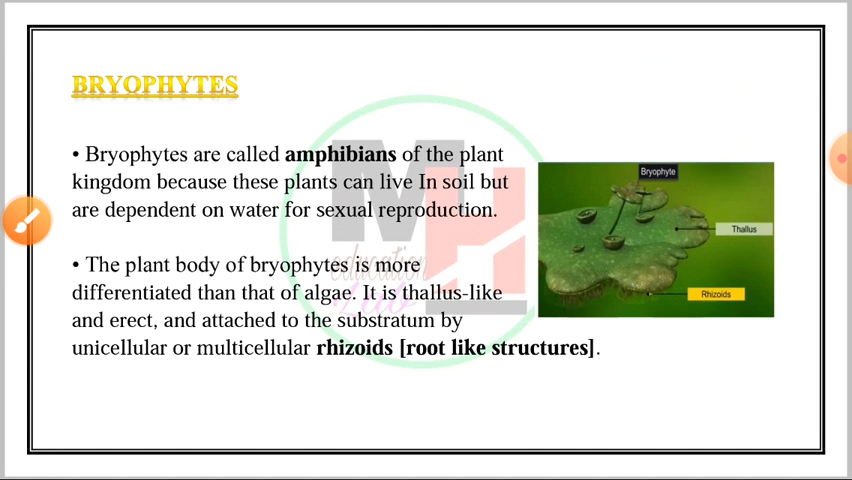 BRYOPHYTES
• Bryophytes are called amphibians of the plant
kingdom because these plants can live In soil but
are dependent on water for sexual reproduction.
• The plant body of bryophytes is more
differentiated than that of algae. It is thallus-like
and erect, and attached to the substratum by
unicellular or multicellular rhizoids [root like structures].
Bryophyte
Thallus
Rhizoids
MH
education
Lab